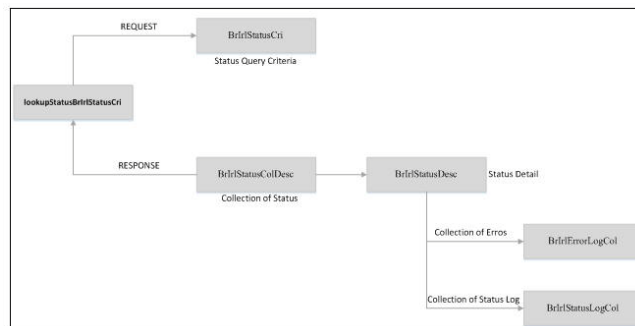 REQUEST
BrIrlStatusCri
Status Query Criteria
lookupStatusBrIrlStatusCri
RESPONSE
BrIrlStatusColDesc
BrIrlStatusDesc
Status Detail
Collection of Status
Collection of Erros
BrIrlErrorLogCol
Collection of Status Log
BrIrlStatusLogCol